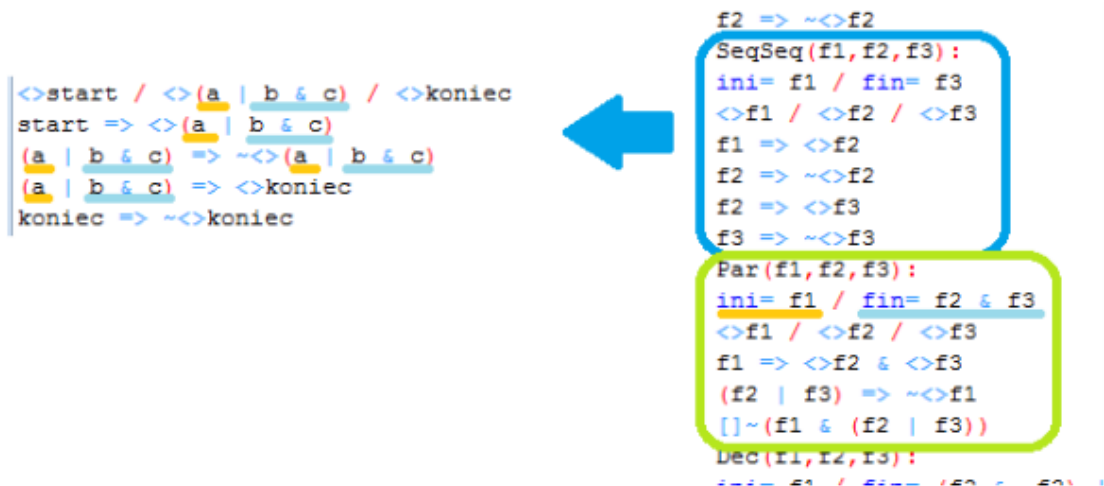 <>start / <>(a | b & c) / <>koniec
start => <>(a | b & c)
(a | b & c) => ~<>(a | b & c)
(a | b & c) => <>koniec
koniec => ~<>koniec
f2 => ~<>f2
SeqSeq(f1,f2,f3):
ini= f1 / fin= f3
<>f1 / <>f2 / <>f3
f1 => <>f2
f2 => ~<>f2
f2 => <>f3
f3 => ~<>f3
Par(f1,f2,f3):
ini= f1 / fin= f2 & f3
<>f1 / <>f2 / <>f3
f1 => <>f2 & <>f3
(f2 | f3) => ~<>f1
[]~(f1 & (f2 | f3))
Dec(f1,f2,f3):